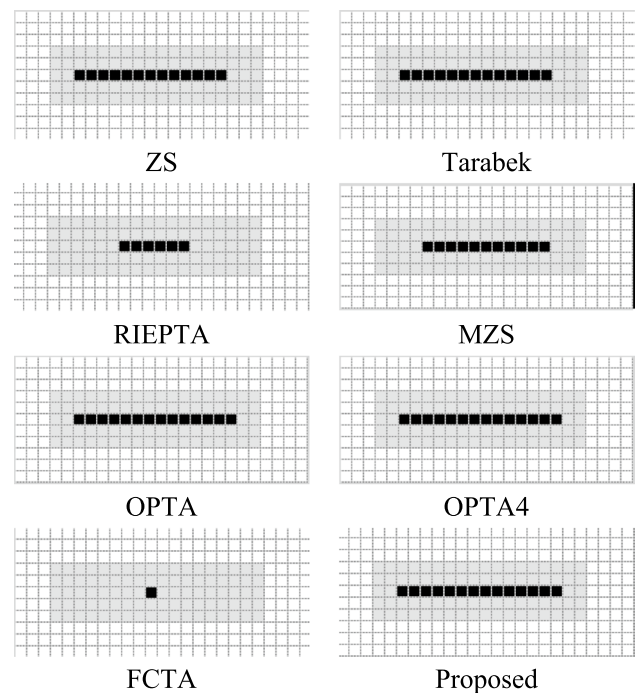 ZS
Tarabek
RIEPTA
MZS
OPTA
OPTA4
FCTA
Proposed